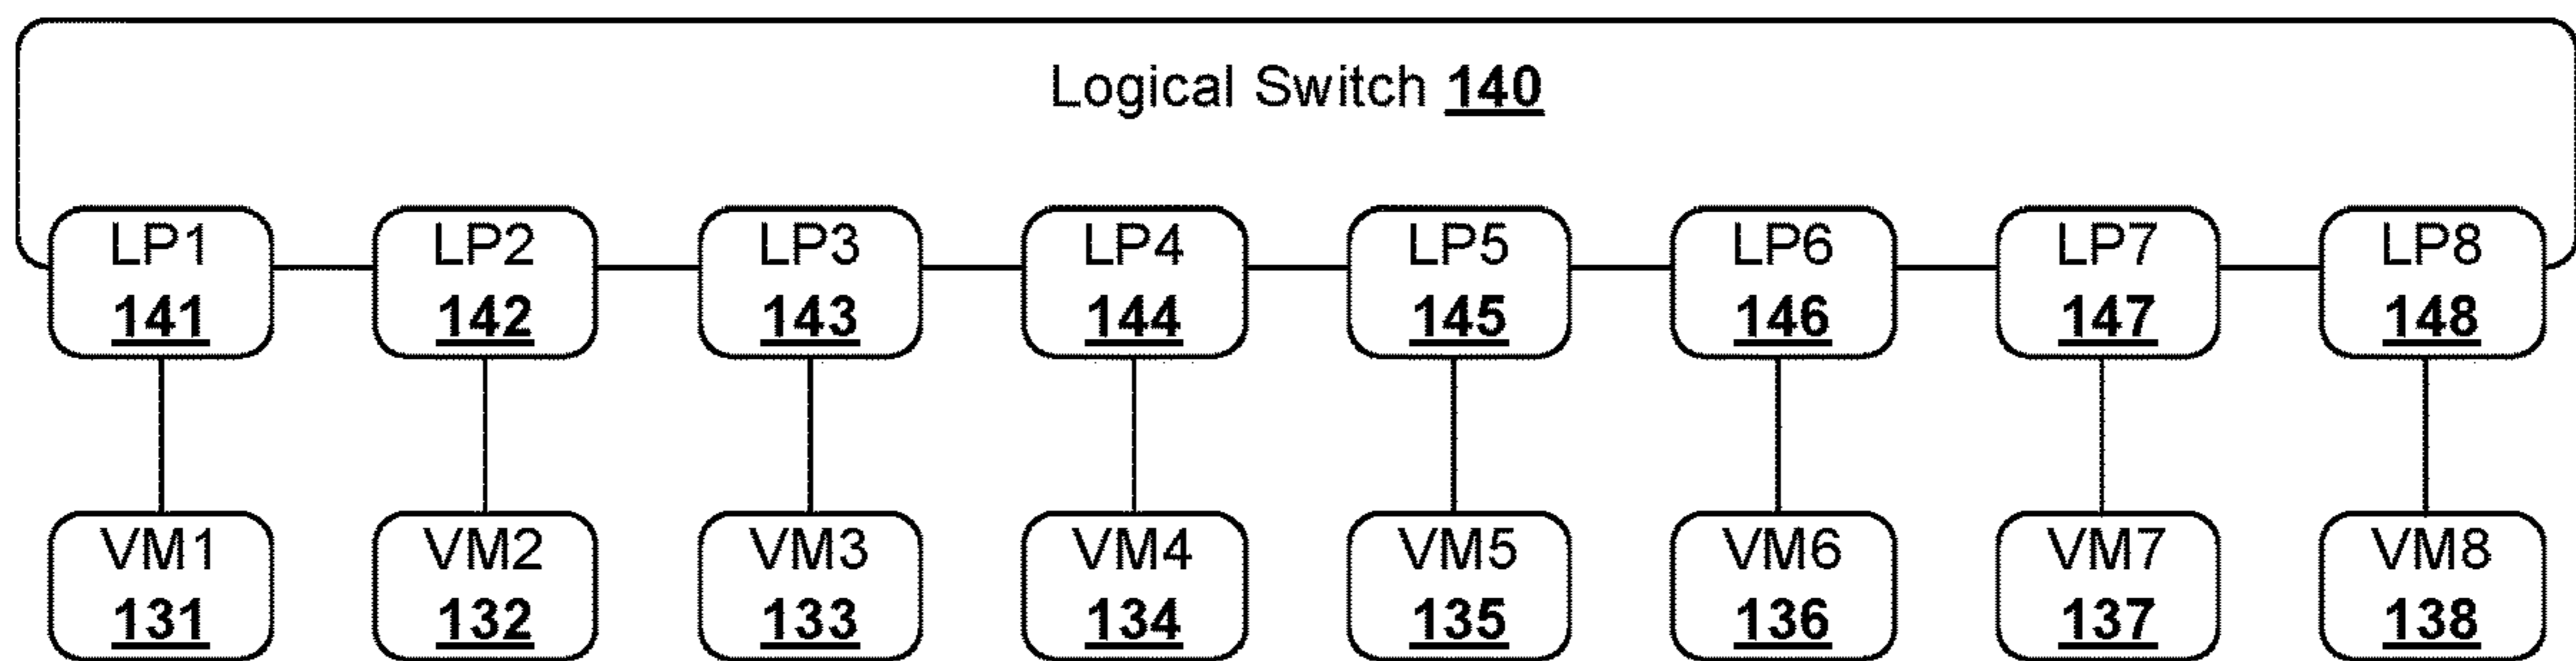 Logical Switch 140
LP1 LP2 LP3 LP4 LP5 LP6 LP7 LP8
141 142 143 144 145 146 147 148
VM1 VM2 VM3 VM4 VM5 VM6 VM7 VM8
131 132 133 134 135 136 137 138